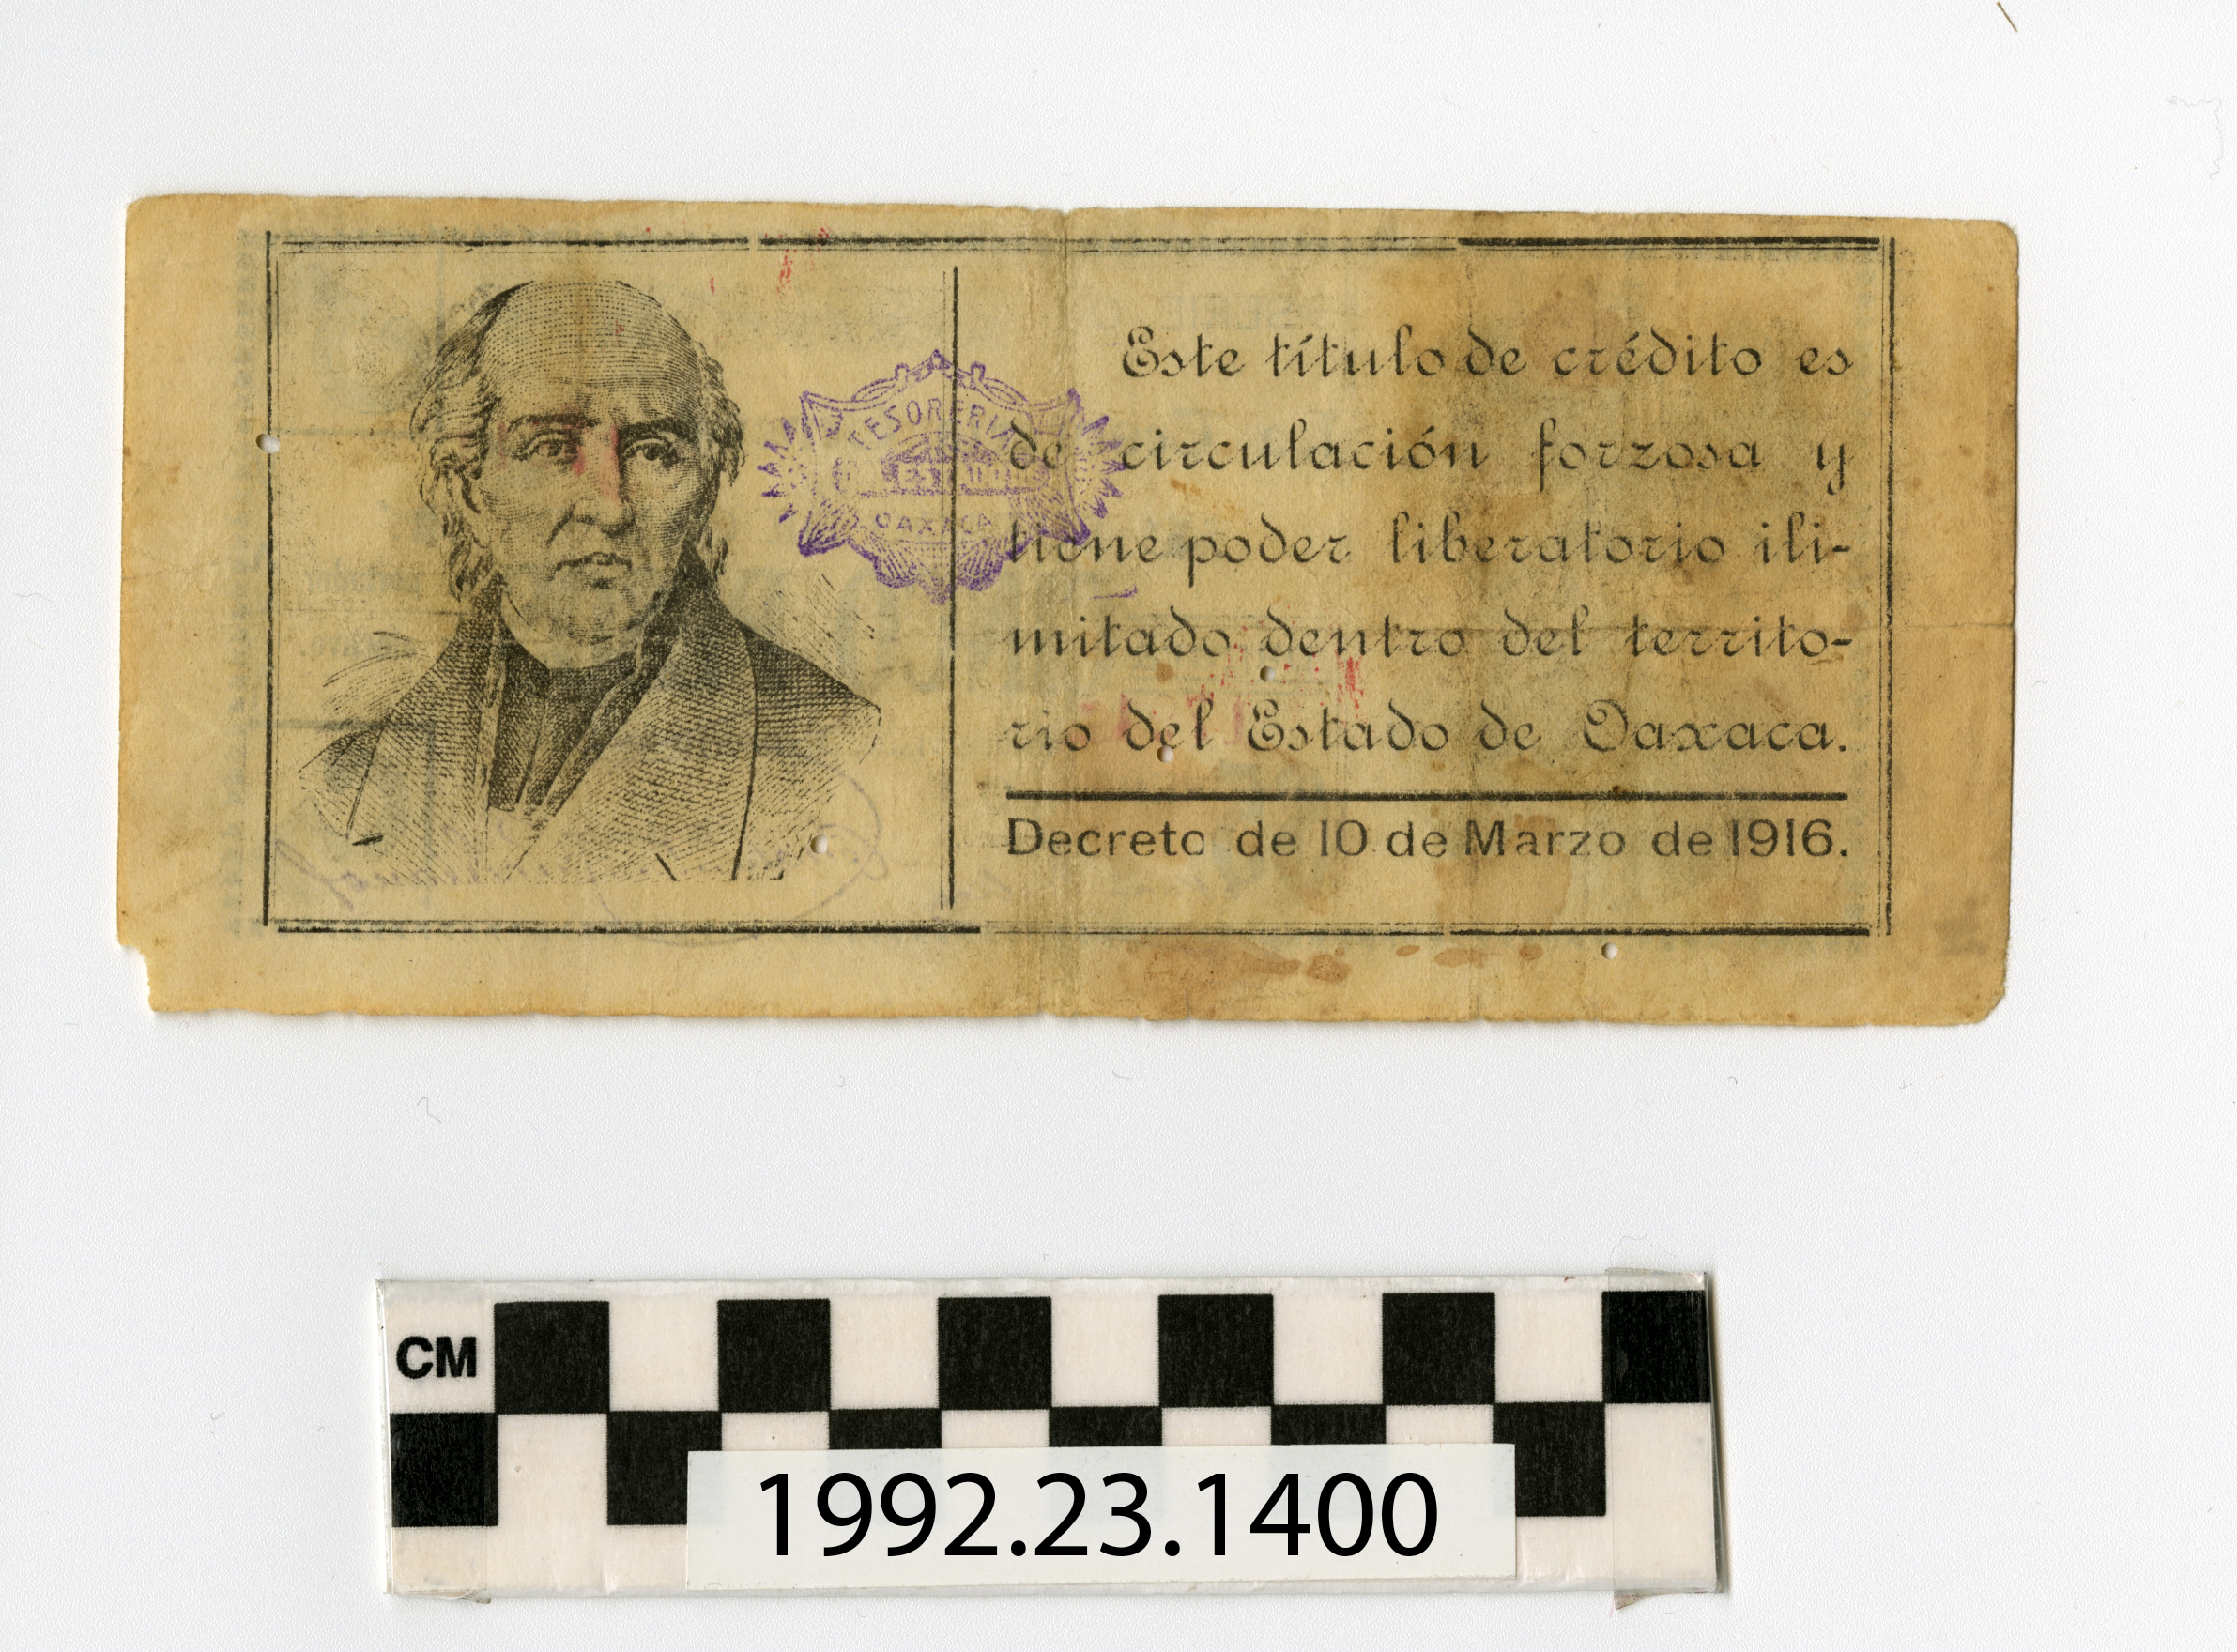 Este título de crédito es
de circulación forzosa y
tiene poder liberatorio ili-
mitado dentro del territo-
rio del Estado de Oaxaca.
Decreto de 10 de Marzo de 1916.
TESORERIA
OAXACA
CM
1992.23.1400